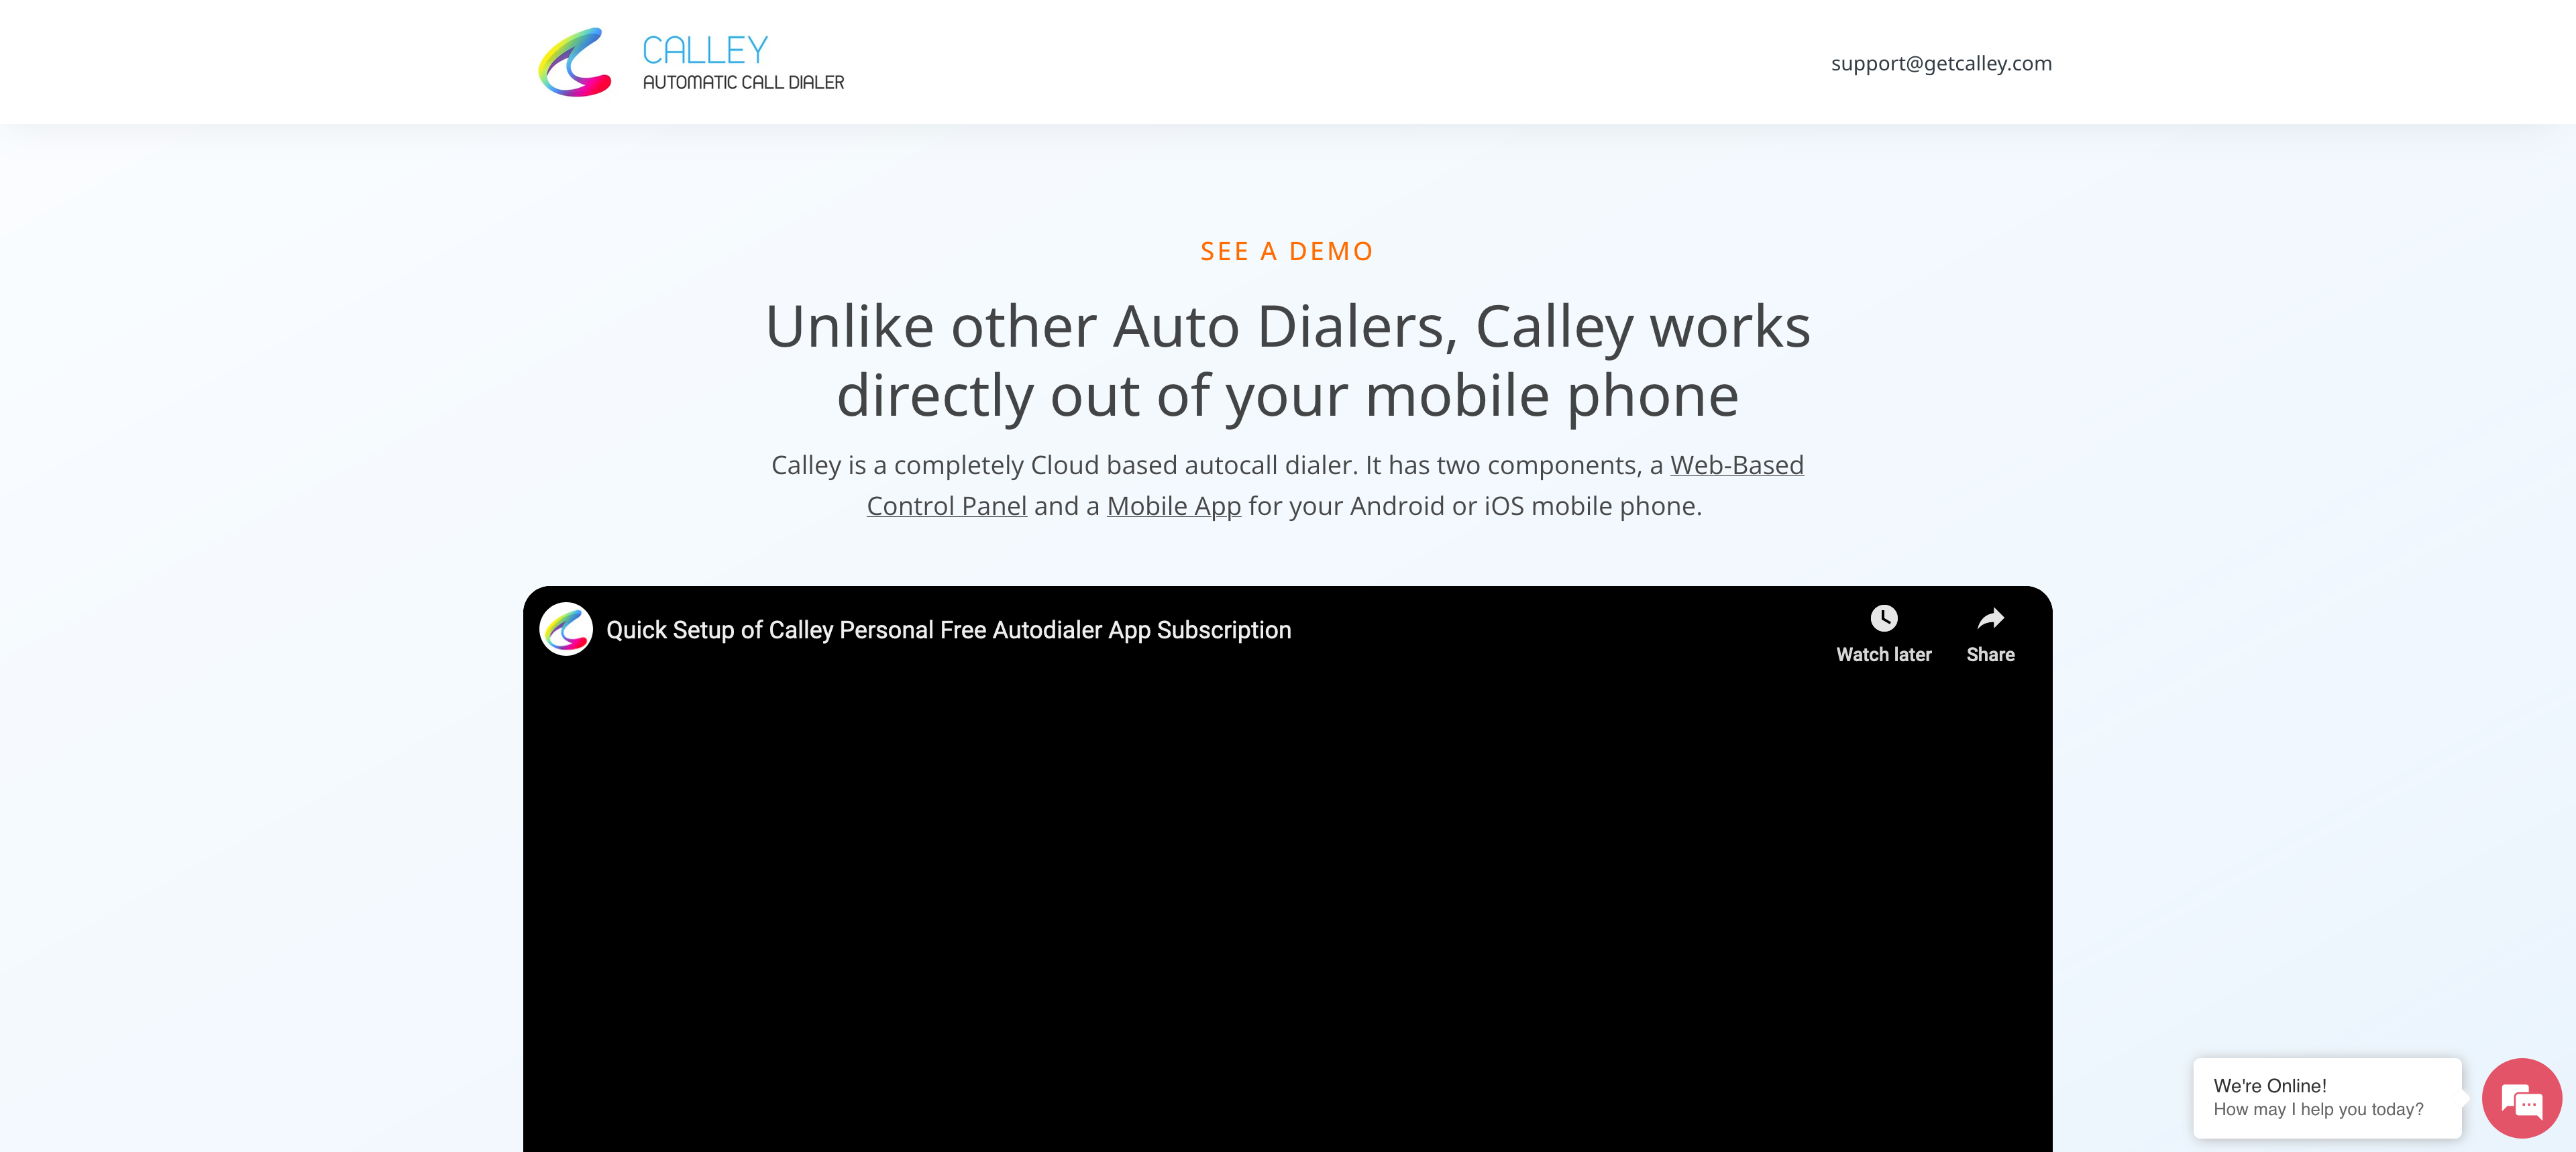 CALLEY
AUTOMATIC CALL DIALER
support@getcalley.com
SEE A DEMO
Unlike other Auto Dialers, Calley works
directly out of your mobile phone
Calley is a completely Cloud based autocall dialer. It has two components, a Web-Based
Control Panel and a Mobile App for your Android or iOS mobile phone.
Quick Setup of Calley Personal Free Autodialer App Subscription
Watch later
Share
We're Online!
How may I help you today?